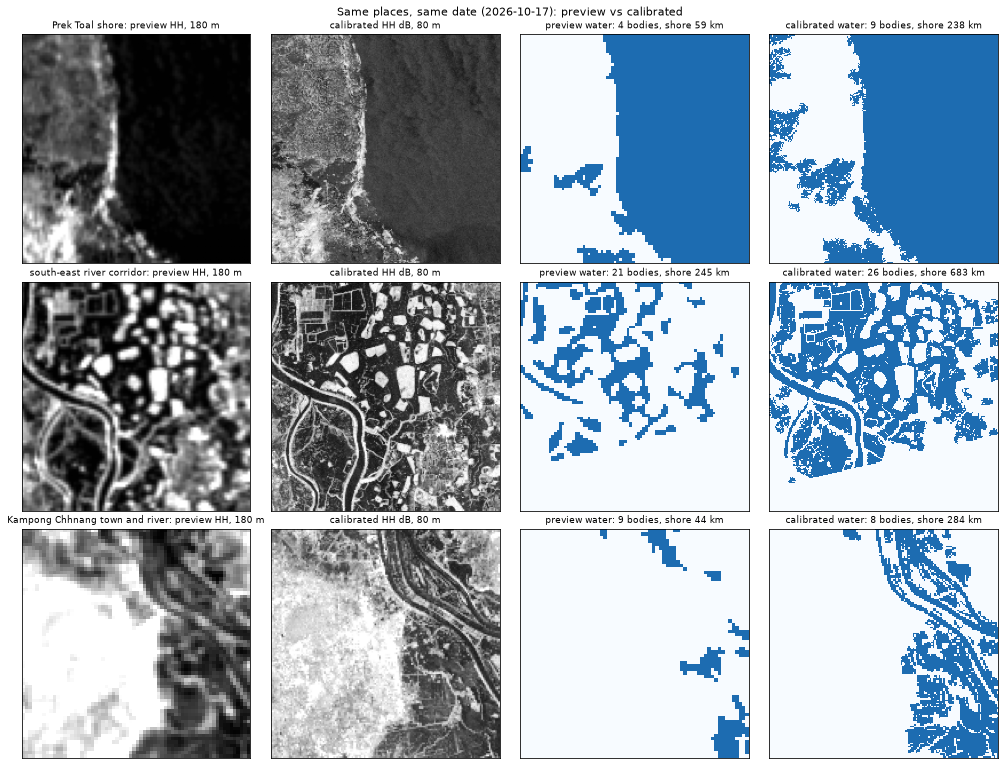 Same places, same date (2026-10-17): preview vs calibrated
Prek Toal shore: preview HH, 180 m
calibrated HH dB, 80 m
preview water: 4 bodies, shore 59 km
calibrated water: 9 bodies, shore 238 km
south-east river corridor: preview HH, 180 m
calibrated HH dB, 80 m
preview water: 21 bodies, shore 245 km
calibrated water: 26 bodies, shore 683 km
Kampong Chhnang town and river: preview HH, 180 m
calibrated HH dB, 80 m
preview water: 9 bodies, shore 44 km
calibrated water: 8 bodies, shore 284 km